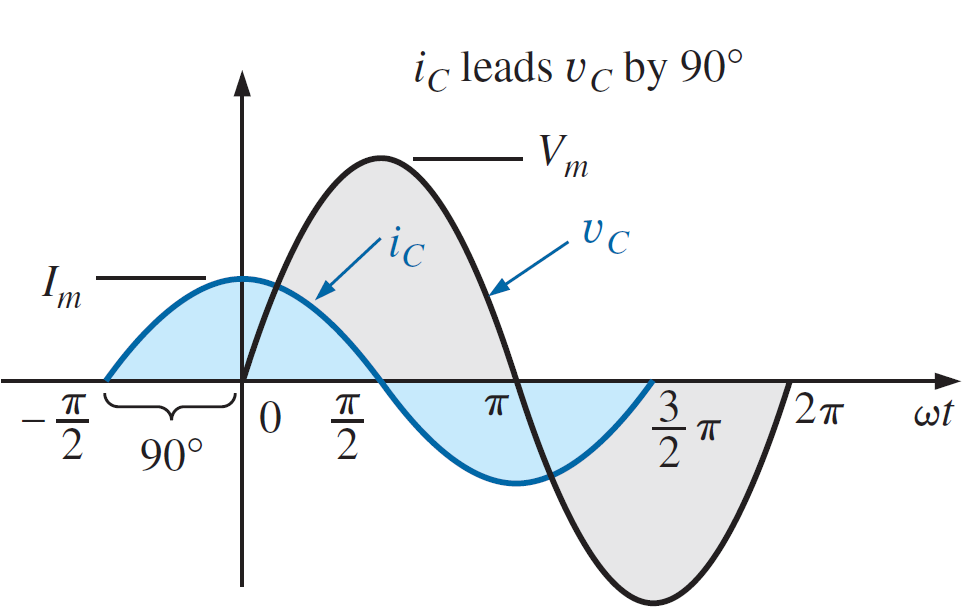 i_C leads v_C by 90°
V_m
i_C
v_C
I_m
−π/2
90°
0
π/2
π
3/2 π
2π
ωt